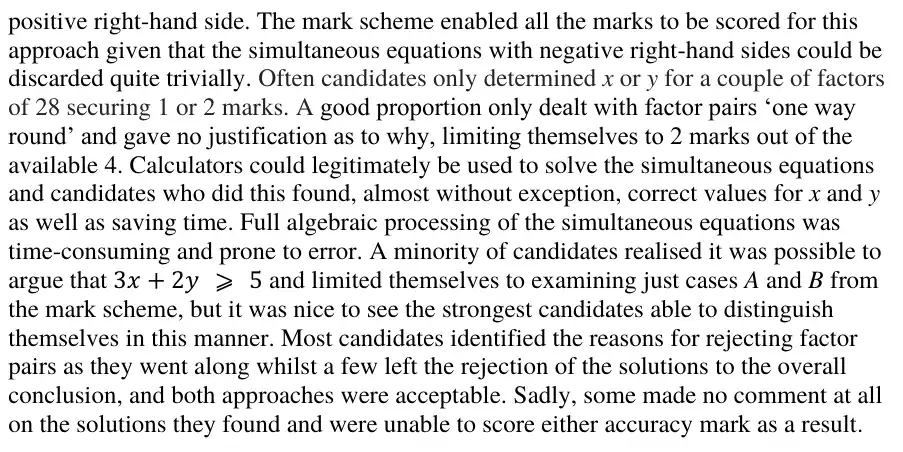 positive right-hand side. The mark scheme enabled all the marks to be scored for this
approach given that the simultaneous equations with negative right-hand sides could be
discarded quite trivially. Often candidates only determined x or y for a couple of factors
of 28 securing 1 or 2 marks. A good proportion only dealt with factor pairs ‘one way
round’ and gave no justification as to why, limiting themselves to 2 marks out of the
available 4. Calculators could legitimately be used to solve the simultaneous equations
and candidates who did this found, almost without exception, correct values for x and y
as well as saving time. Full algebraic processing of the simultaneous equations was
time-consuming and prone to error. A minority of candidates realised it was possible to
argue that 3x + 2y ⩾ 5 and limited themselves to examining just cases A and B from
the mark scheme, but it was nice to see the strongest candidates able to distinguish
themselves in this manner. Most candidates identified the reasons for rejecting factor
pairs as they went along whilst a few left the rejection of the solutions to the overall
conclusion, and both approaches were acceptable. Sadly, some made no comment at all
on the solutions they found and were unable to score either accuracy mark as a result.